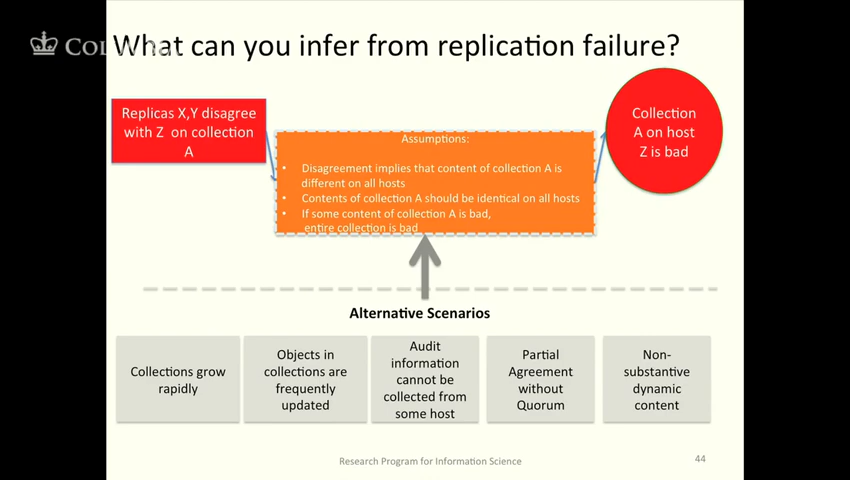 What can you infer from replication failure?
Replicas X,Y disagree
with Z on collection
A
Assumptions:
• Disagreement implies that content of collection A is
different on all hosts
• Contents of collection A should be identical on all hosts
• If some content of collection A is bad,
entire collection is bad
Collection
A on host
Z is bad
Alternative Scenarios
Collections grow
rapidly
Objects in
collections are
frequently
updated
Audit
information
cannot be
collected from
some host
Partial
Agreement
without
Quorum
Non-
substantive
dynamic
content
Research Program for Information Science
44